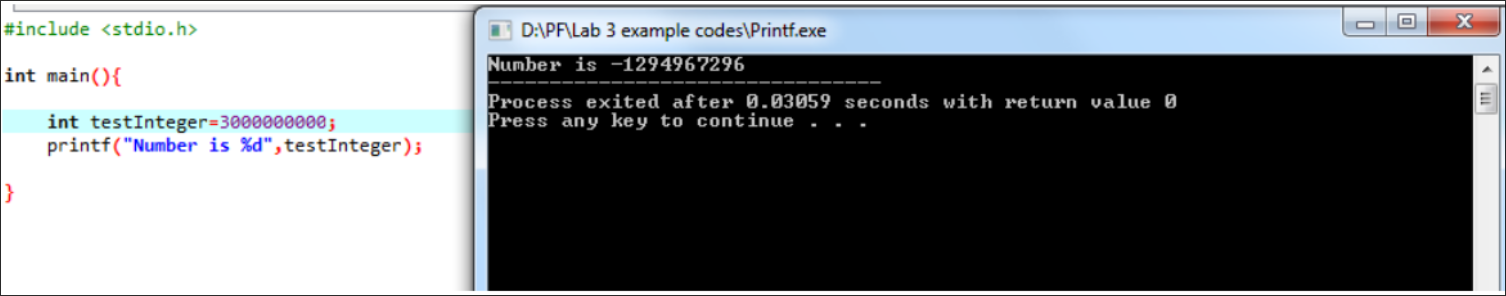 #include <stdio.h>
int main(){
int testInteger=3000000000;
printf("Number is %d",testInteger);
}
D:\PF\Lab 3 example codes\Printf.exe
Number is -1294967296
--------------------------------
Process exited after 0.03059 seconds with return value 0
Press any key to continue . . .